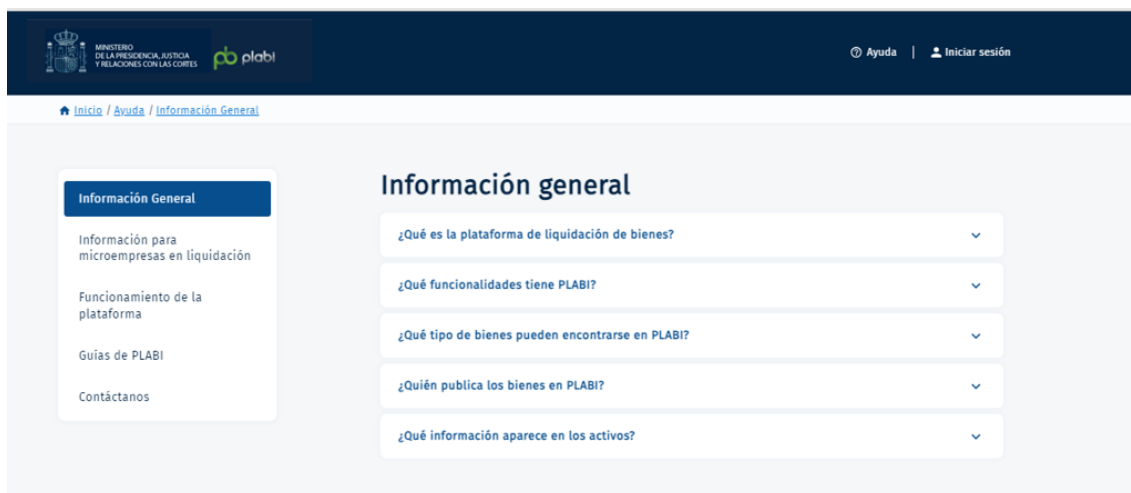 MINISTERIO
DE LA PRESIDENCIA, JUSTICIA
Y RELACIONES CON LAS CORTES
pb plabi
Ayuda | Iniciar sesión
Inicio / Ayuda / Información General
Información General
Información para
microempresas en liquidación
Funcionamiento de la
plataforma
Guías de PLABI
Contáctanos
Información general
¿Qué es la plataforma de liquidación de bienes?
¿Qué funcionalidades tiene PLABI?
¿Qué tipo de bienes pueden encontrarse en PLABI?
¿Quién publica los bienes en PLABI?
¿Qué información aparece en los activos?